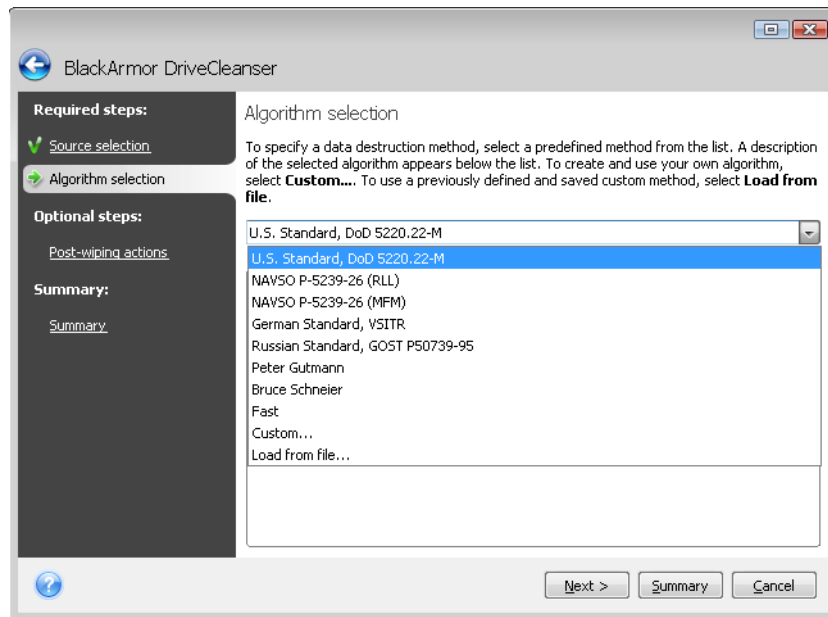 BlackArmor DriveCleanser
Required steps:
Source selection
Algorithm selection
Optional steps:
Post-wiping actions
Summary:
Summary
Algorithm selection
To specify a data destruction method, select a predefined method from the list. A description
of the selected algorithm appears below the list. To create and use your own algorithm,
select Custom.... To use a previously defined and saved custom method, select Load from
file.
U.S. Standard, DoD 5220.22-M
U.S. Standard, DoD 5220.22-M
NAVSO P-5239-26 (RLL)
NAVSO P-5239-26 (MFM)
German Standard, VSITR
Russian Standard, GOST P50739-95
Peter Gutmann
Bruce Schneier
Fast
Custom...
Load from file...
?
Next >
Summary
Cancel